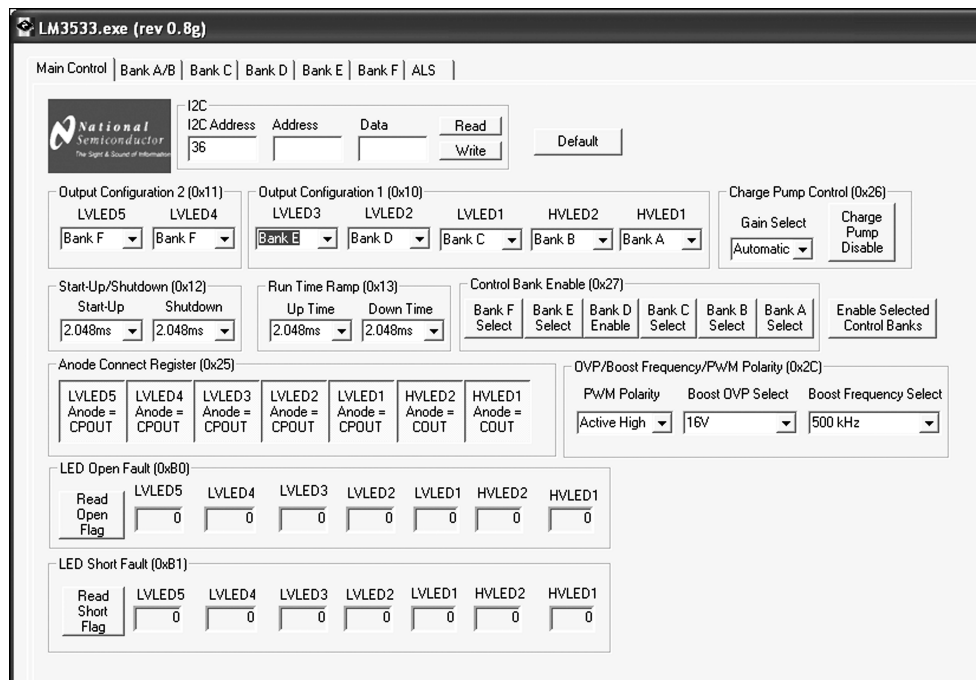 LM3533.exe (rev 0.8g)
Main Control Bank A/B Bank C Bank D Bank E Bank F ALS
National
Semiconductor
The Sight & Sound of Information
I2C
I2C Address Address Data Read
36
Write
Default
Output Configuration 2 (0x11)
LVLED5 LVLED4
Bank F Bank F
Output Configuration 1 (0x10)
LVLED3 LVLED2 LVLED1 HVLED2 HVLED1
Bank E Bank D Bank C Bank B Bank A
Charge Pump Control (0x26)
Gain Select
Automatic
Charge
Pump
Disable
Start-Up/Shutdown (0x12)
Start-Up Shutdown
2.048ms 2.048ms
Run Time Ramp (0x13)
Up Time Down Time
2.048ms 2.048ms
Control Bank Enable (0x27)
Bank F Bank E Bank D Bank C Bank B Bank A
Select Select Enable Select Select Select
Enable Selected
Control Banks
Anode Connect Register (0x25)
LVLED5 LVLED4 LVLED3 LVLED2 LVLED1 HVLED2 HVLED1
Anode = Anode = Anode = Anode = Anode = Anode = Anode =
CPOUT CPOUT CPOUT CPOUT CPOUT COUT COUT
OVP/Boost Frequency/PWM Polarity (0x2C)
PWM Polarity Boost OVP Select Boost Frequency Select
Active High 16V 500 kHz
LED Open Fault (0xB0)
Read
Open
Flag
LVLED5 LVLED4 LVLED3 LVLED2 LVLED1 HVLED2 HVLED1
0 0 0 0 0 0 0
LED Short Fault (0xB1)
Read
Short
Flag
LVLED5 LVLED4 LVLED3 LVLED2 LVLED1 HVLED2 HVLED1
0 0 0 0 0 0 0